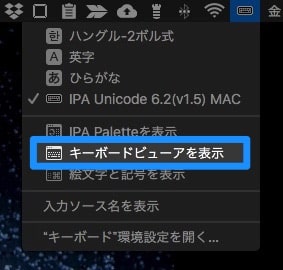 金
한 ハングル-2ボル式
A 英字
あ ひらがな
✓ IPA Unicode 6.2(v1.5) MAC
IPA Paletteを表示
キーボードビューアを表示
絵文字と記号を表示
入力ソース名を表示
"キーボード"環境設定を開く...